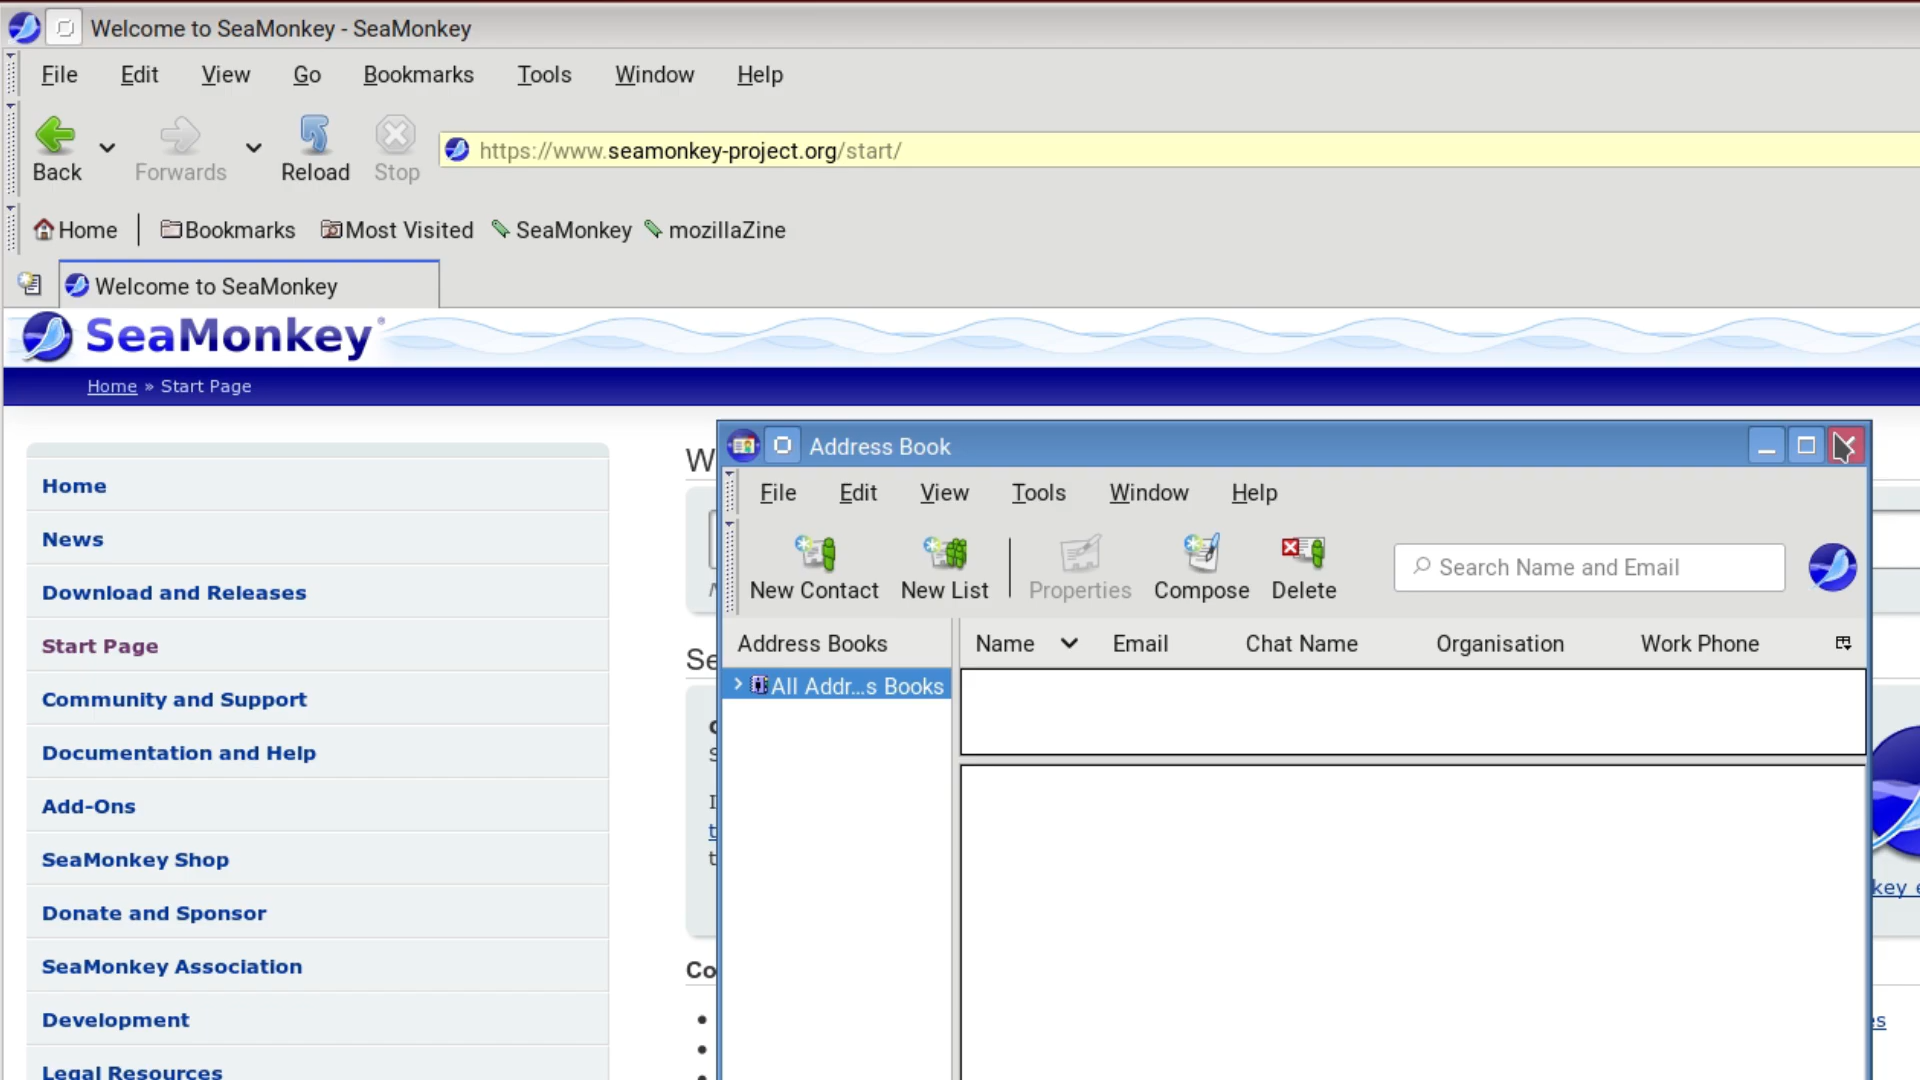 Welcome to SeaMonkey - SeaMonkey
File Edit View Go Bookmarks Tools Window Help
Back Forwards Reload Stop https://www.seamonkey-project.org/start/
Home Bookmarks Most Visited SeaMonkey mozillaZine
Welcome to SeaMonkey
SeaMonkey
Home » Start Page
Home
News
Download and Releases
Start Page
Community and Support
Documentation and Help
Add-Ons
SeaMonkey Shop
Donate and Sponsor
SeaMonkey Association
Development
Legal Resources
W
Se
Co
Address Book
File Edit View Tools Window Help
New Contact New List Properties Compose Delete Search Name and Email
Address Books Name Email Chat Name Organisation Work Phone
All Addr...s Books
key
es